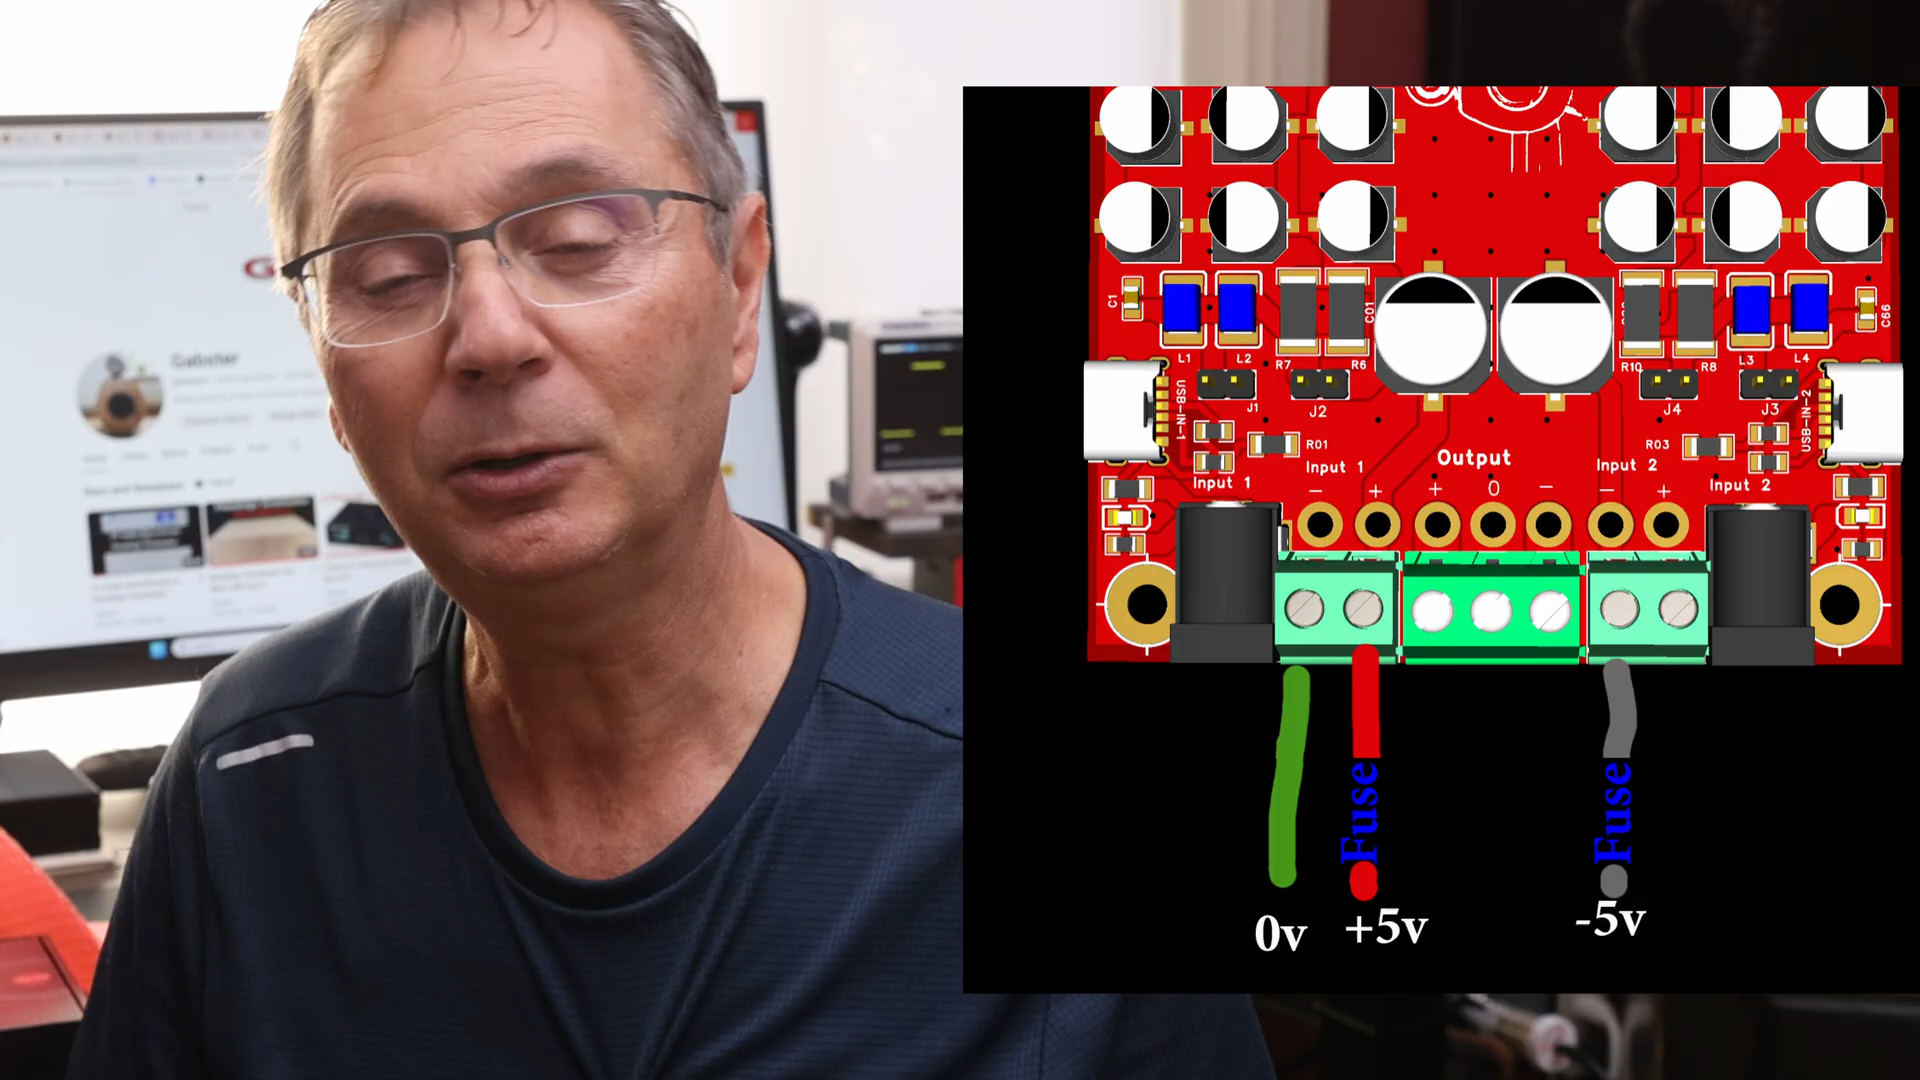 Gabster
C1
L1
L2
R7
R6
C01
R10
R8
L3
L4
C66
USB-IN-1
J1
J2
J4
J3
USB-IN-2
R01
R03
Input 1
Output
Input 2
Input 1
Input 2
− + + 0 − − +
Fuse
Fuse
0v
+5v
-5v